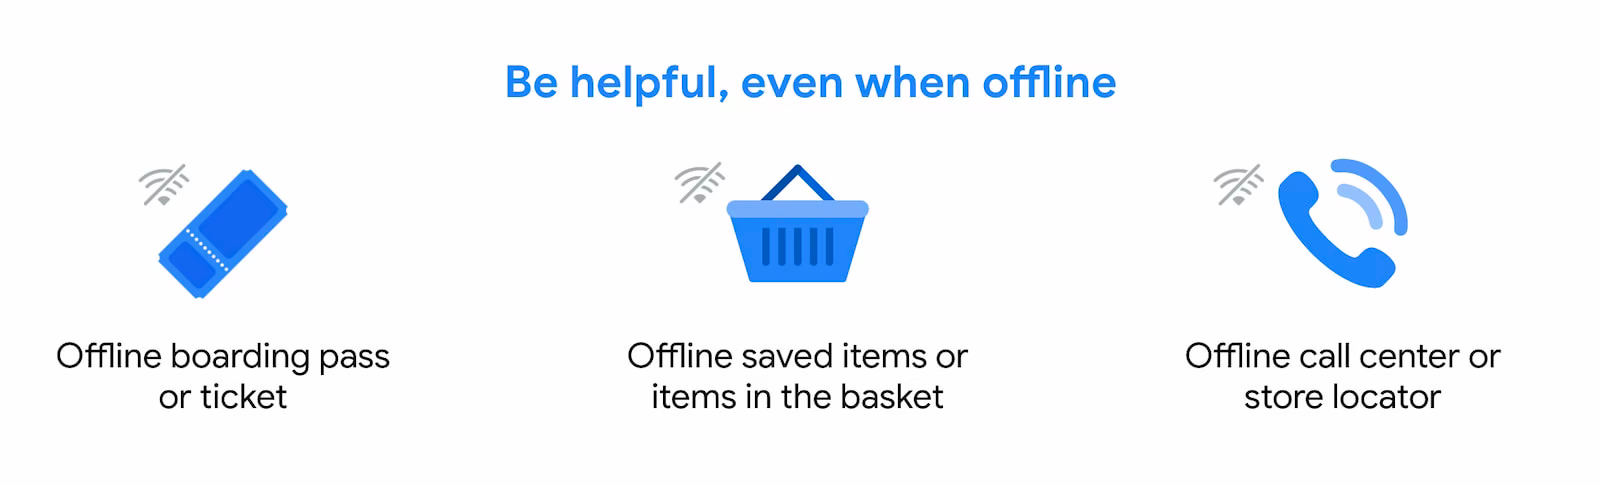 Be helpful, even when offline
Offline boarding pass
or ticket
Offline saved items or
items in the basket
Offline call center or
store locator